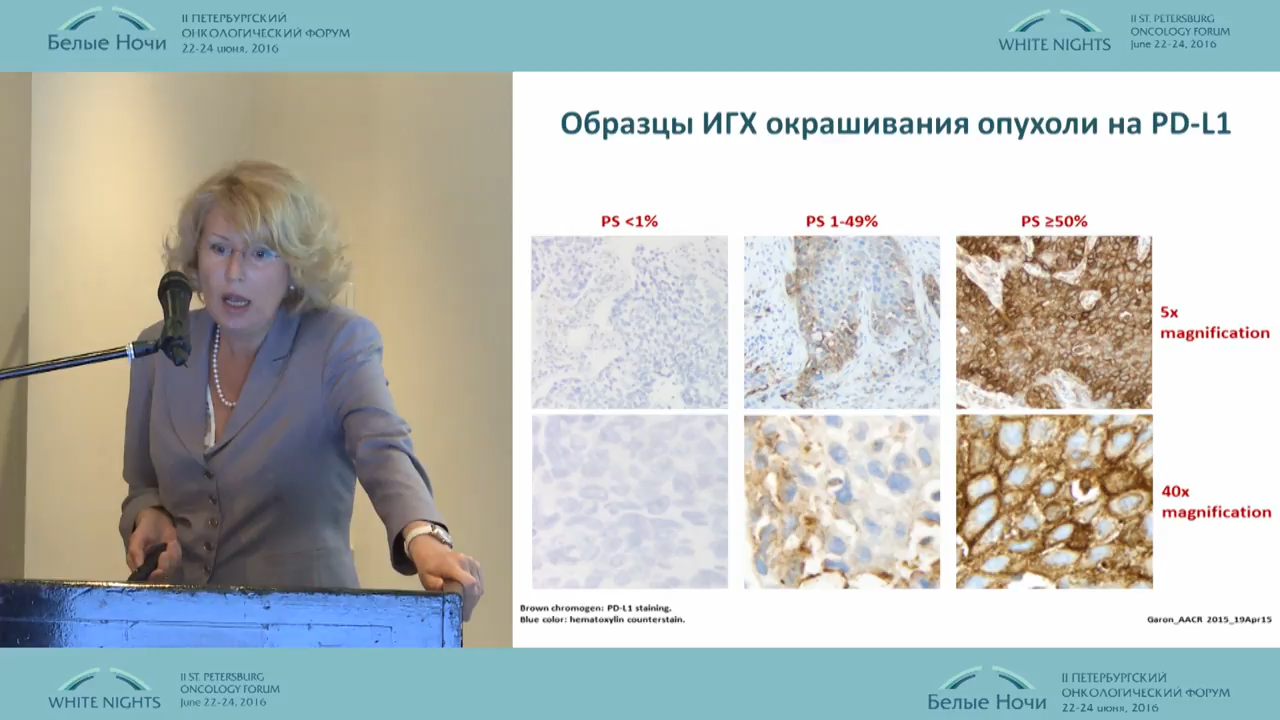 Белые Ночи
II ПЕТЕРБУРГСКИЙ
ОНКОЛОГИЧЕСКИЙ ФОРУМ
22-24 июня, 2016
WHITE NIGHTS
II ST. PETERSBURG
ONCOLOGY FORUM
June 22-24, 2016
Образцы ИГХ окрашивания опухоли на PD-L1
PS <1%
PS 1-49%
PS ≥50%
5x
magnification
40x
magnification
Brown chromogen: PD-L1 staining.
Blue color: hematoxylin counterstain.
Garon_AACR 2015_19Apr15
WHITE NIGHTS
II ST. PETERSBURG
ONCOLOGY FORUM
June 22-24, 2016
Белые Ночи
II ПЕТЕРБУРГСКИЙ
ОНКОЛОГИЧЕСКИЙ ФОРУМ
22-24 июня, 2016